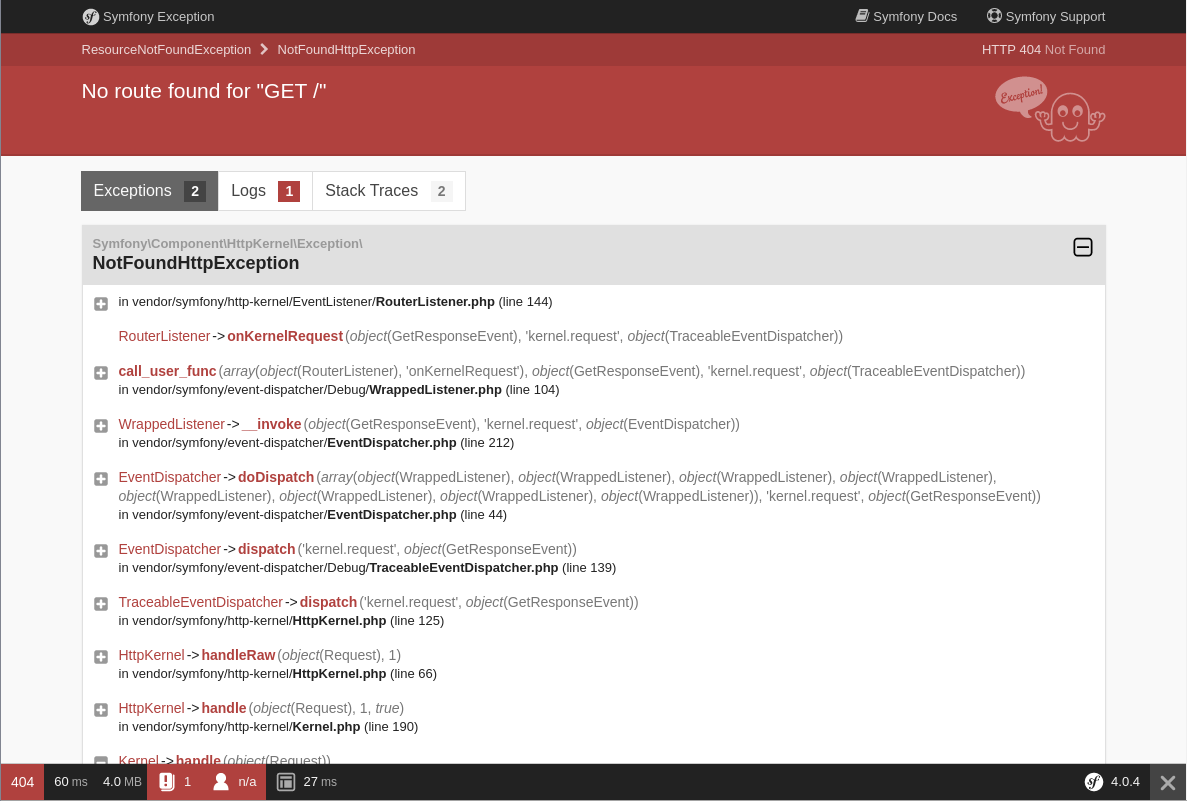 Symfony Exception Symfony Docs Symfony Support
ResourceNotFoundException NotFoundHttpException HTTP 404 Not Found
No route found for "GET /"
Exception!
Exceptions 2 Logs 1 Stack Traces 2
Symfony\Component\HttpKernel\Exception\
NotFoundHttpException
in vendor/symfony/http-kernel/EventListener/RouterListener.php (line 144)
RouterListener->onKernelRequest(object(GetResponseEvent), 'kernel.request', object(TraceableEventDispatcher))
call_user_func(array(object(RouterListener), 'onKernelRequest'), object(GetResponseEvent), 'kernel.request', object(TraceableEventDispatcher))
in vendor/symfony/event-dispatcher/Debug/WrappedListener.php (line 104)
WrappedListener->__invoke(object(GetResponseEvent), 'kernel.request', object(EventDispatcher))
in vendor/symfony/event-dispatcher/EventDispatcher.php (line 212)
EventDispatcher->doDispatch(array(object(WrappedListener), object(WrappedListener), object(WrappedListener), object(WrappedListener),
object(WrappedListener), object(WrappedListener), object(WrappedListener), object(WrappedListener)), 'kernel.request', object(GetResponseEvent))
in vendor/symfony/event-dispatcher/EventDispatcher.php (line 44)
EventDispatcher->dispatch('kernel.request', object(GetResponseEvent))
in vendor/symfony/event-dispatcher/Debug/TraceableEventDispatcher.php (line 139)
TraceableEventDispatcher->dispatch('kernel.request', object(GetResponseEvent))
in vendor/symfony/http-kernel/HttpKernel.php (line 125)
HttpKernel->handleRaw(object(Request), 1)
in vendor/symfony/http-kernel/HttpKernel.php (line 66)
HttpKernel->handle(object(Request), 1, true)
in vendor/symfony/http-kernel/Kernel.php (line 190)
Kernel->handle(object(Request))
404 60 ms 4.0 MB 1 n/a 27 ms sf 4.0.4